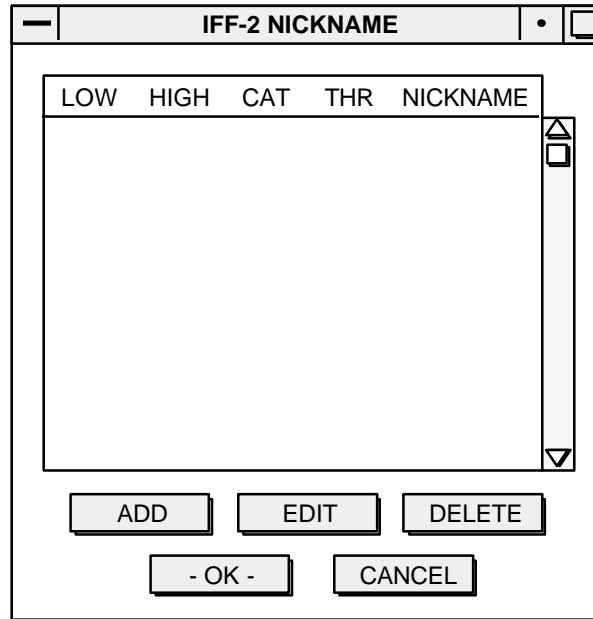 IFF-2 NICKNAME
LOW HIGH CAT THR NICKNAME
ADD EDIT DELETE
- OK - CANCEL